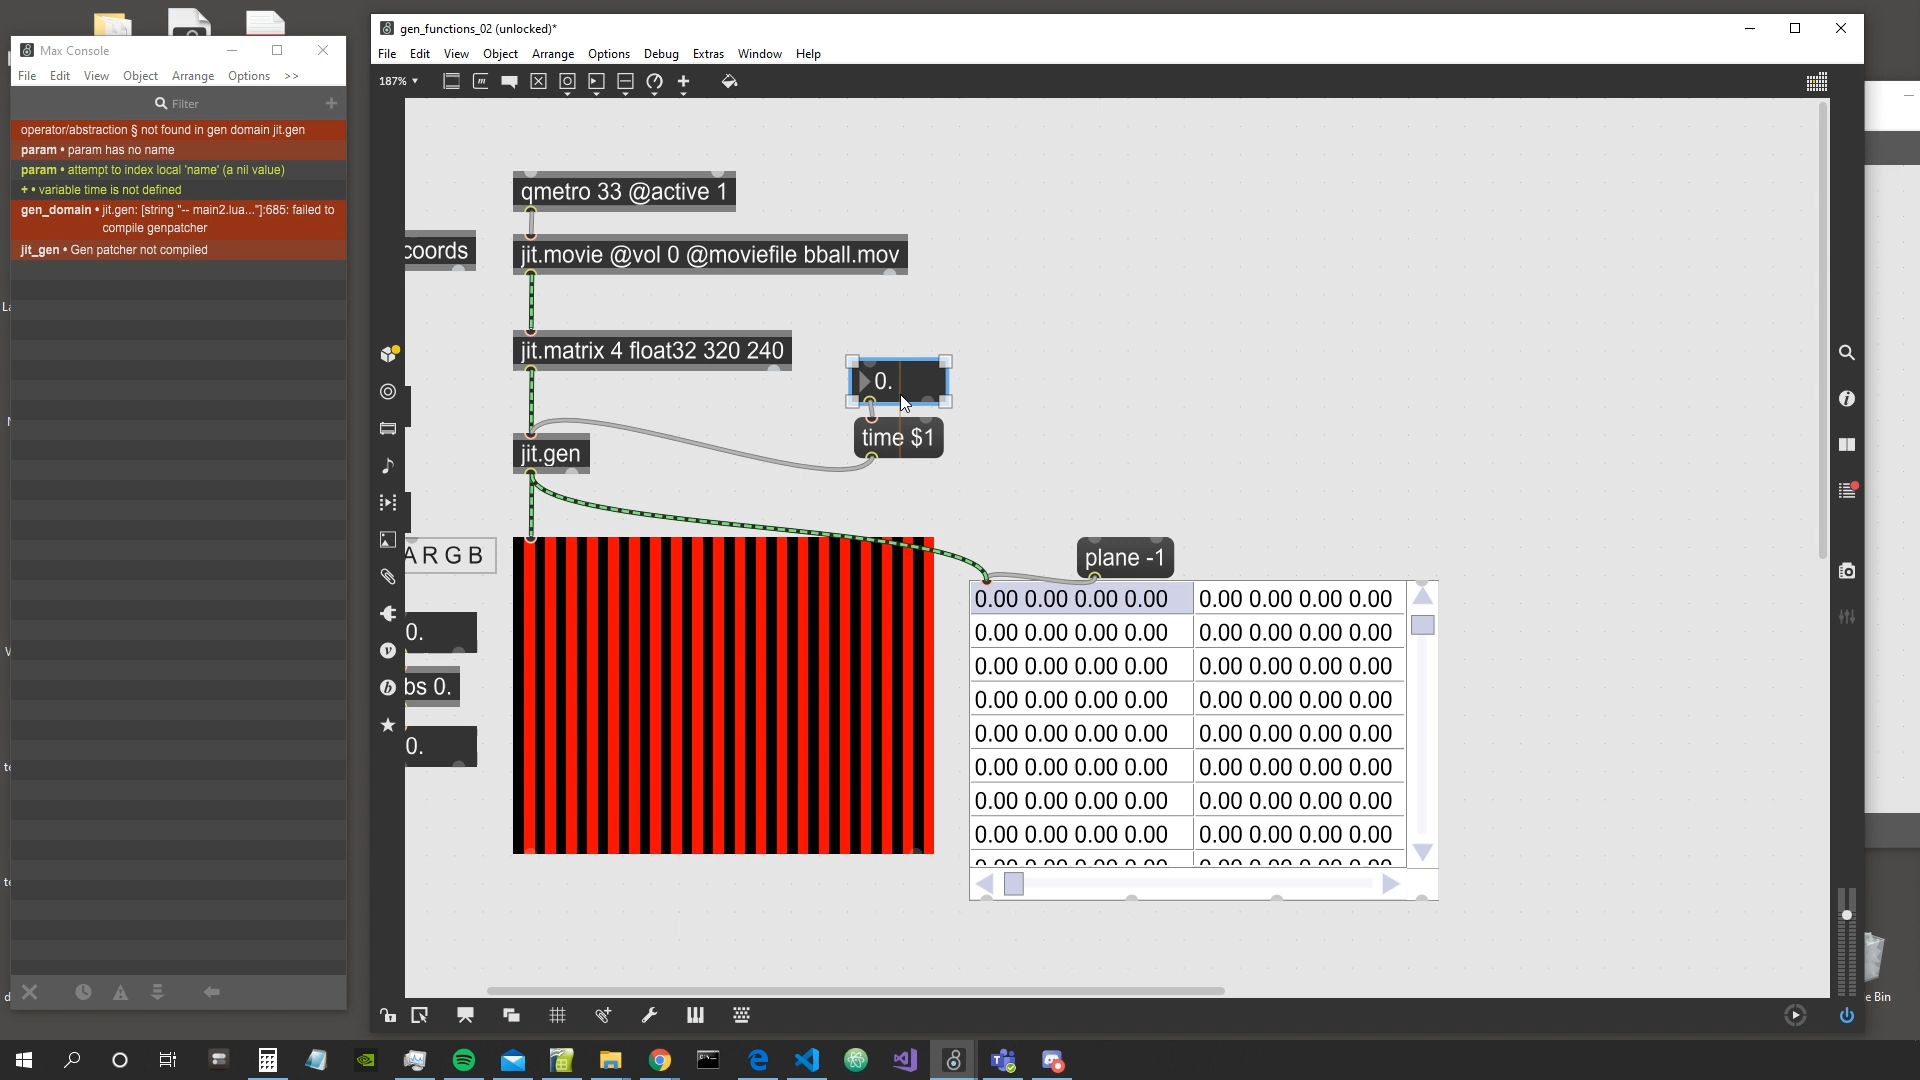 Max Console
File Edit View Object Arrange Options >>
Filter
operator/abstraction § not found in gen domain jit.gen
param • param has no name
param • attempt to index local 'name' (a nil value)
+ • variable time is not defined
gen_domain • jit.gen: [string "-- main2.lua..."]:685: failed to
compile genpatcher
jit_gen • Gen patcher not compiled
gen_functions_02 (unlocked)*
File Edit View Object Arrange Options Debug Extras Window Help
187%
qmetro 33 @active 1
coords
jit.movie @vol 0 @moviefile bball.mov
jit.matrix 4 float32 320 240
0.
time $1
jit.gen
ARGB
plane -1
0.
bs 0.
0.
0.00 0.00 0.00 0.00 0.00 0.00 0.00 0.00
0.00 0.00 0.00 0.00 0.00 0.00 0.00 0.00
0.00 0.00 0.00 0.00 0.00 0.00 0.00 0.00
0.00 0.00 0.00 0.00 0.00 0.00 0.00 0.00
0.00 0.00 0.00 0.00 0.00 0.00 0.00 0.00
0.00 0.00 0.00 0.00 0.00 0.00 0.00 0.00
0.00 0.00 0.00 0.00 0.00 0.00 0.00 0.00
0.00 0.00 0.00 0.00 0.00 0.00 0.00 0.00
e Bin